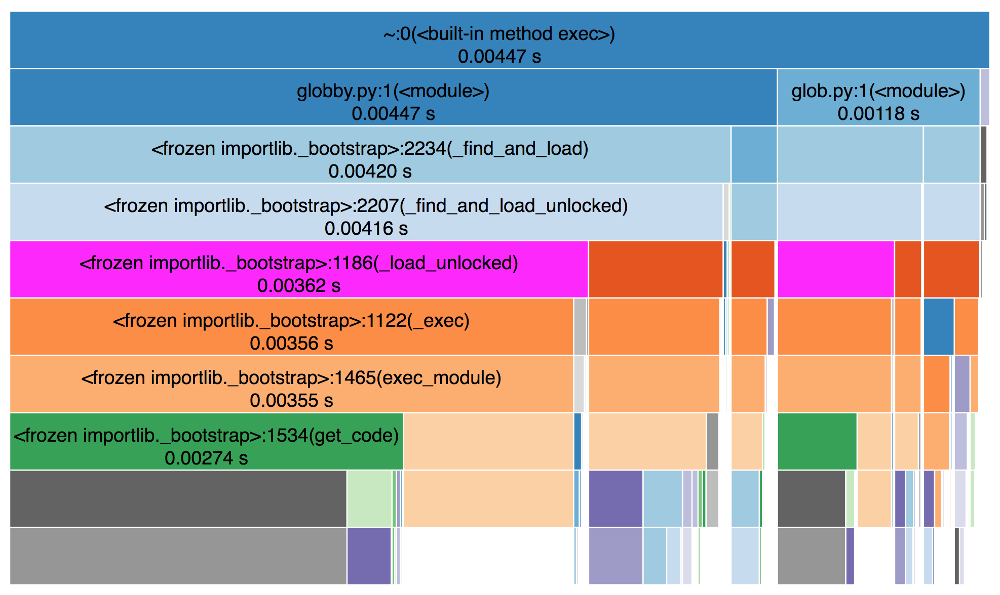 ~:0(<built-in method exec>)
0.00447 s
globby.py:1(<module>)
0.00447 s
glob.py:1(<module>)
0.00118 s
<frozen importlib._bootstrap>:2234(_find_and_load)
0.00420 s
<frozen importlib._bootstrap>:2207(_find_and_load_unlocked)
0.00416 s
<frozen importlib._bootstrap>:1186(_load_unlocked)
0.00362 s
<frozen importlib._bootstrap>:1122(_exec)
0.00356 s
<frozen importlib._bootstrap>:1465(exec_module)
0.00355 s
<frozen importlib._bootstrap>:1534(get_code)
0.00274 s